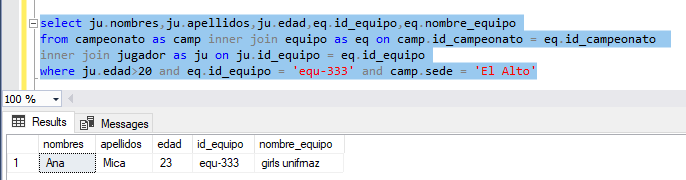 select ju.nombres,ju.apellidos,ju.edad,eq.id_equipo,eq.nombre_equipo
from campeonato as camp inner join equipo as eq on camp.id_campeonato = eq.id_campeonato
inner join jugador as ju on ju.id_equipo = eq.id_equipo
where ju.edad>20 and eq.id_equipo = 'equ-333' and camp.sede = 'El Alto'
100 %
Results Messages
nombres apellidos edad id_equipo nombre_equipo
1 Ana Mica 23 equ-333 girls unifrnaz